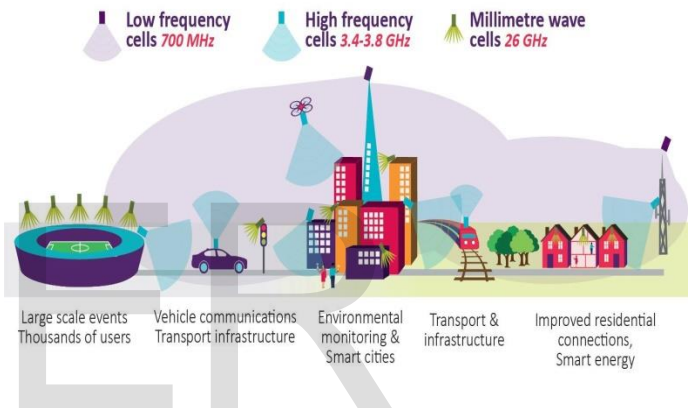 Low frequency
cells 700 MHz
High frequency
cells 3.4-3.8 GHz
Millimetre wave
cells 26 GHz
Large scale events
Thousands of users
Vehicle communications
Transport infrastructure
Environmental
monitoring &
Smart cities
Transport &
infrastructure
Improved residential
connections,
Smart energy
ER